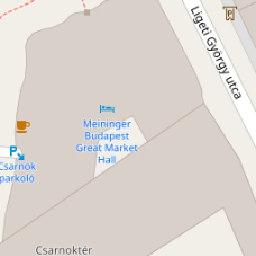 Ligeti György utca
Meininger
Budapest
Great Market
Hall
P
Csarnok
parkoló
Csarnoktér